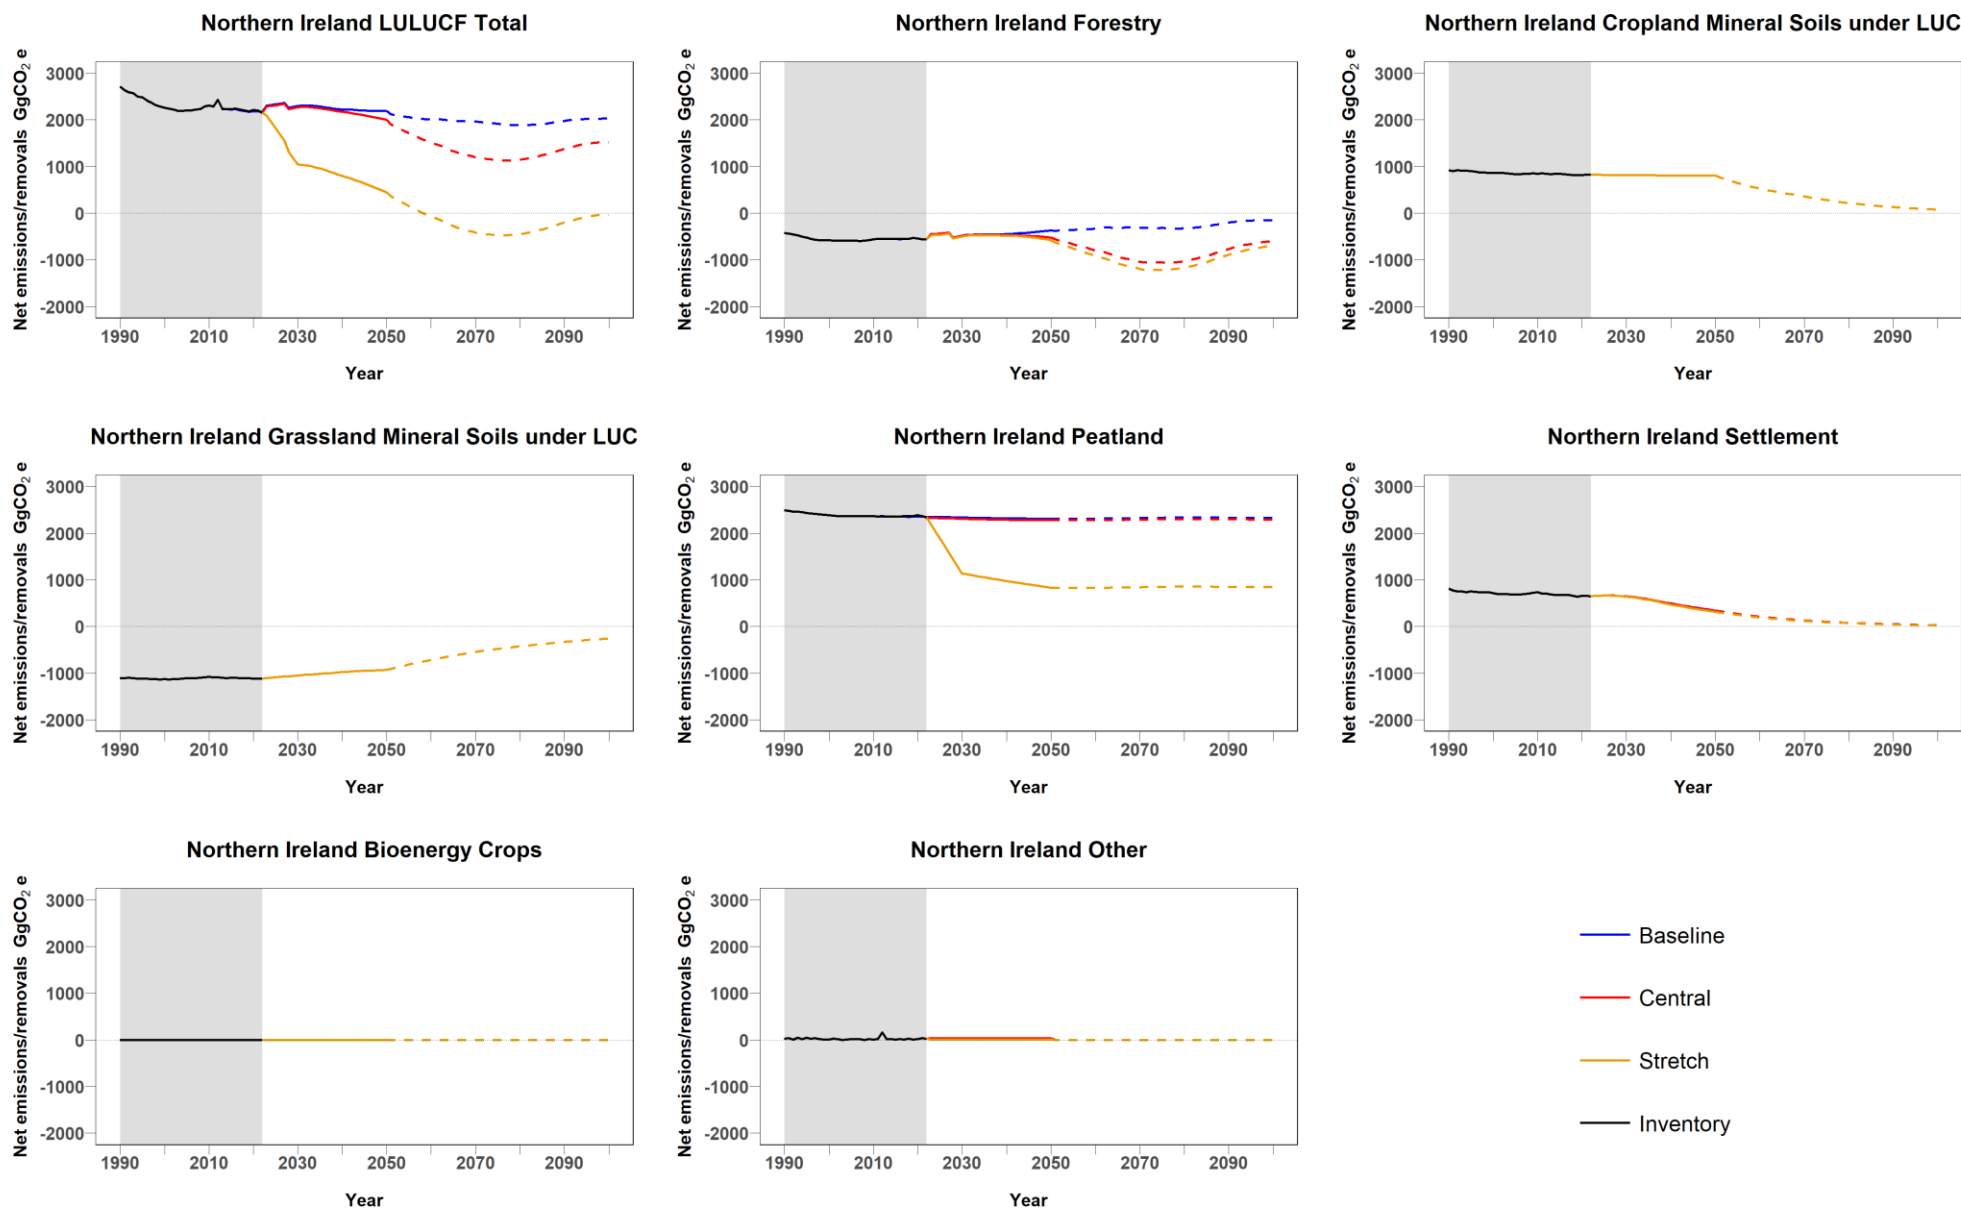 Northern Ireland LULUCF Total
Net emissions/removals GgCO₂ e
3000
2000
1000
0
-1000
-2000
1990 2010 2030 2050 2070 2090
Year
Northern Ireland Forestry
Net emissions/removals GgCO₂ e
3000
2000
1000
0
-1000
-2000
1990 2010 2030 2050 2070 2090
Year
Northern Ireland Cropland Mineral Soils under LUC
Net emissions/removals GgCO₂ e
3000
2000
1000
0
-1000
-2000
1990 2010 2030 2050 2070 2090
Year
Northern Ireland Grassland Mineral Soils under LUC
Net emissions/removals GgCO₂ e
3000
2000
1000
0
-1000
-2000
1990 2010 2030 2050 2070 2090
Year
Northern Ireland Peatland
Net emissions/removals GgCO₂ e
3000
2000
1000
0
-1000
-2000
1990 2010 2030 2050 2070 2090
Year
Northern Ireland Settlement
Net emissions/removals GgCO₂ e
3000
2000
1000
0
-1000
-2000
1990 2010 2030 2050 2070 2090
Year
Northern Ireland Bioenergy Crops
Net emissions/removals GgCO₂ e
3000
2000
1000
0
-1000
-2000
1990 2010 2030 2050 2070 2090
Year
Northern Ireland Other
Net emissions/removals GgCO₂ e
3000
2000
1000
0
-1000
-2000
1990 2010 2030 2050 2070 2090
Year
Baseline
Central
Stretch
Inventory